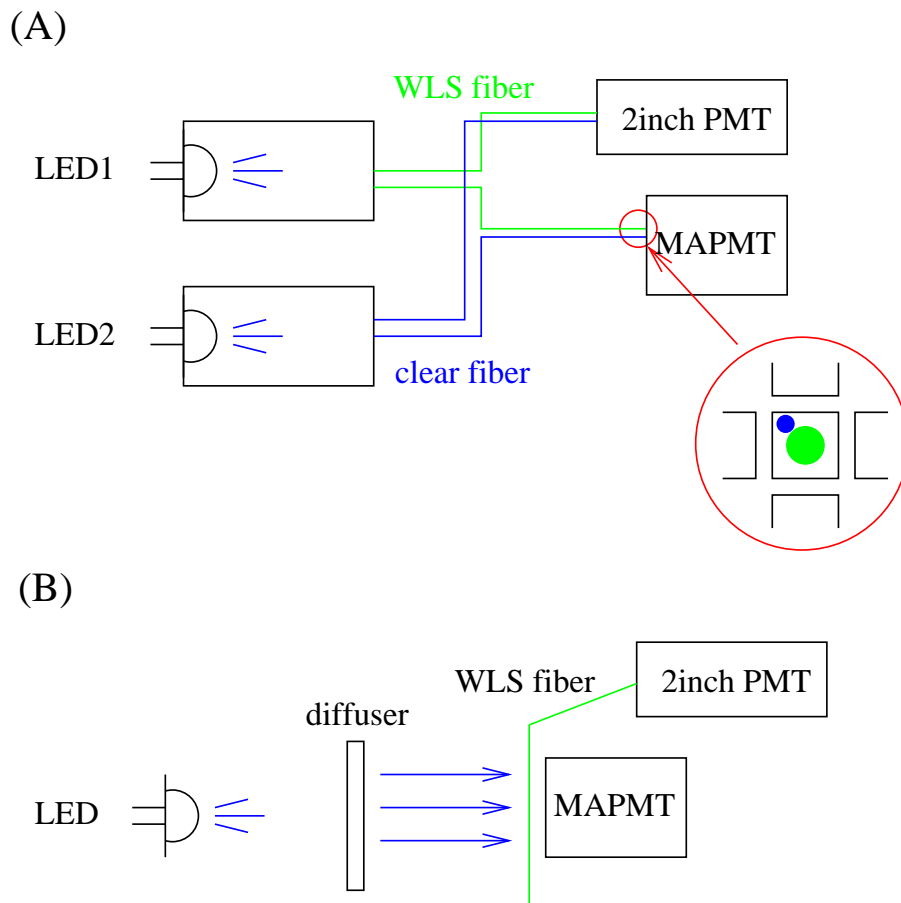 (A)
WLS fiber
2inch PMT
LED1
MAPMT
LED2
clear fiber
(B)
WLS fiber
2inch PMT
diffuser
LED
MAPMT